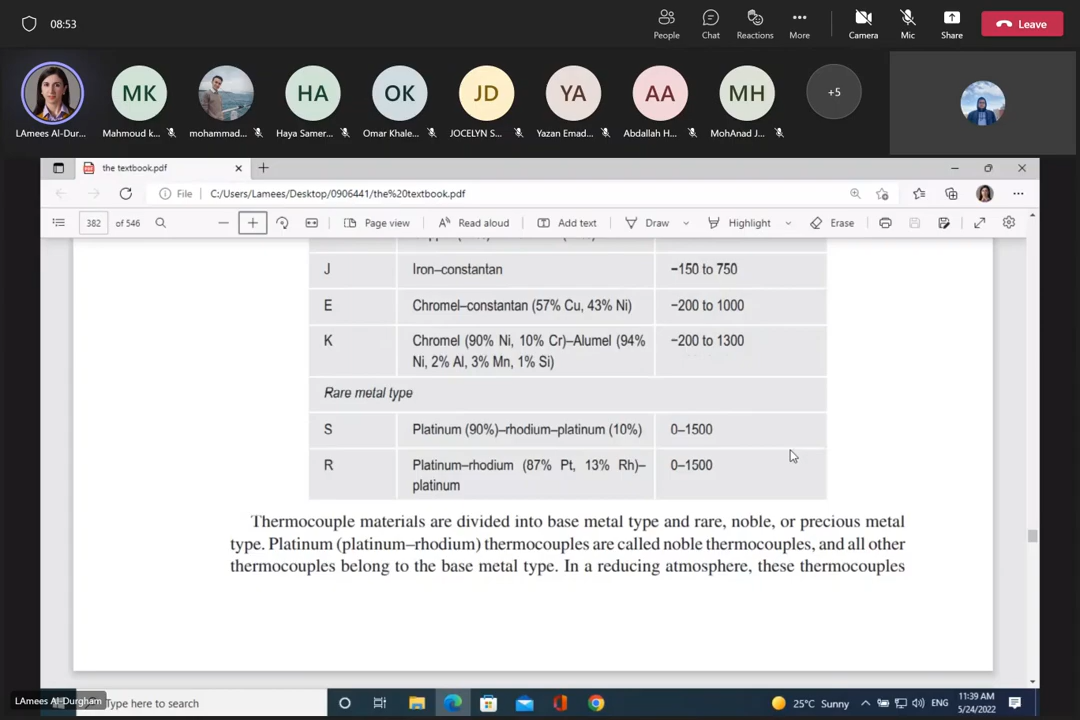 08:53
People
Chat
Reactions
More
Camera
Mic
Share
Leave
MK
HA
OK
JD
YA
AA
MH
+5
LAmees Al-Dur...
Mahmoud k...
mohammad...
Haya Samer...
Omar Khale...
JOCELYN S...
Yazan Emad...
Abdallah H...
MohAnad J...
the textbook.pdf
File
C:/Users/Lamees/Desktop/0906441/the%20textbook.pdf
382 of 546
Page view
Read aloud
Add text
Draw
Highlight
Erase
J Iron–constantan −150 to 750
E Chromel–constantan (57% Cu, 43% Ni) −200 to 1000
K Chromel (90% Ni, 10% Cr)–Alumel (94% −200 to 1300
Ni, 2% Al, 3% Mn, 1% Si)
Rare metal type
S Platinum (90%)–rhodium–platinum (10%) 0–1500
R Platinum–rhodium (87% Pt, 13% Rh)– 0–1500
platinum
Thermocouple materials are divided into base metal type and rare, noble, or precious metal
type. Platinum (platinum–rhodium) thermocouples are called noble thermocouples, and all other
thermocouples belong to the base metal type. In a reducing atmosphere, these thermocouples
LAmees Al-Durgham
Type here to search
25°C Sunny
ENG
11:39 AM
5/24/2022